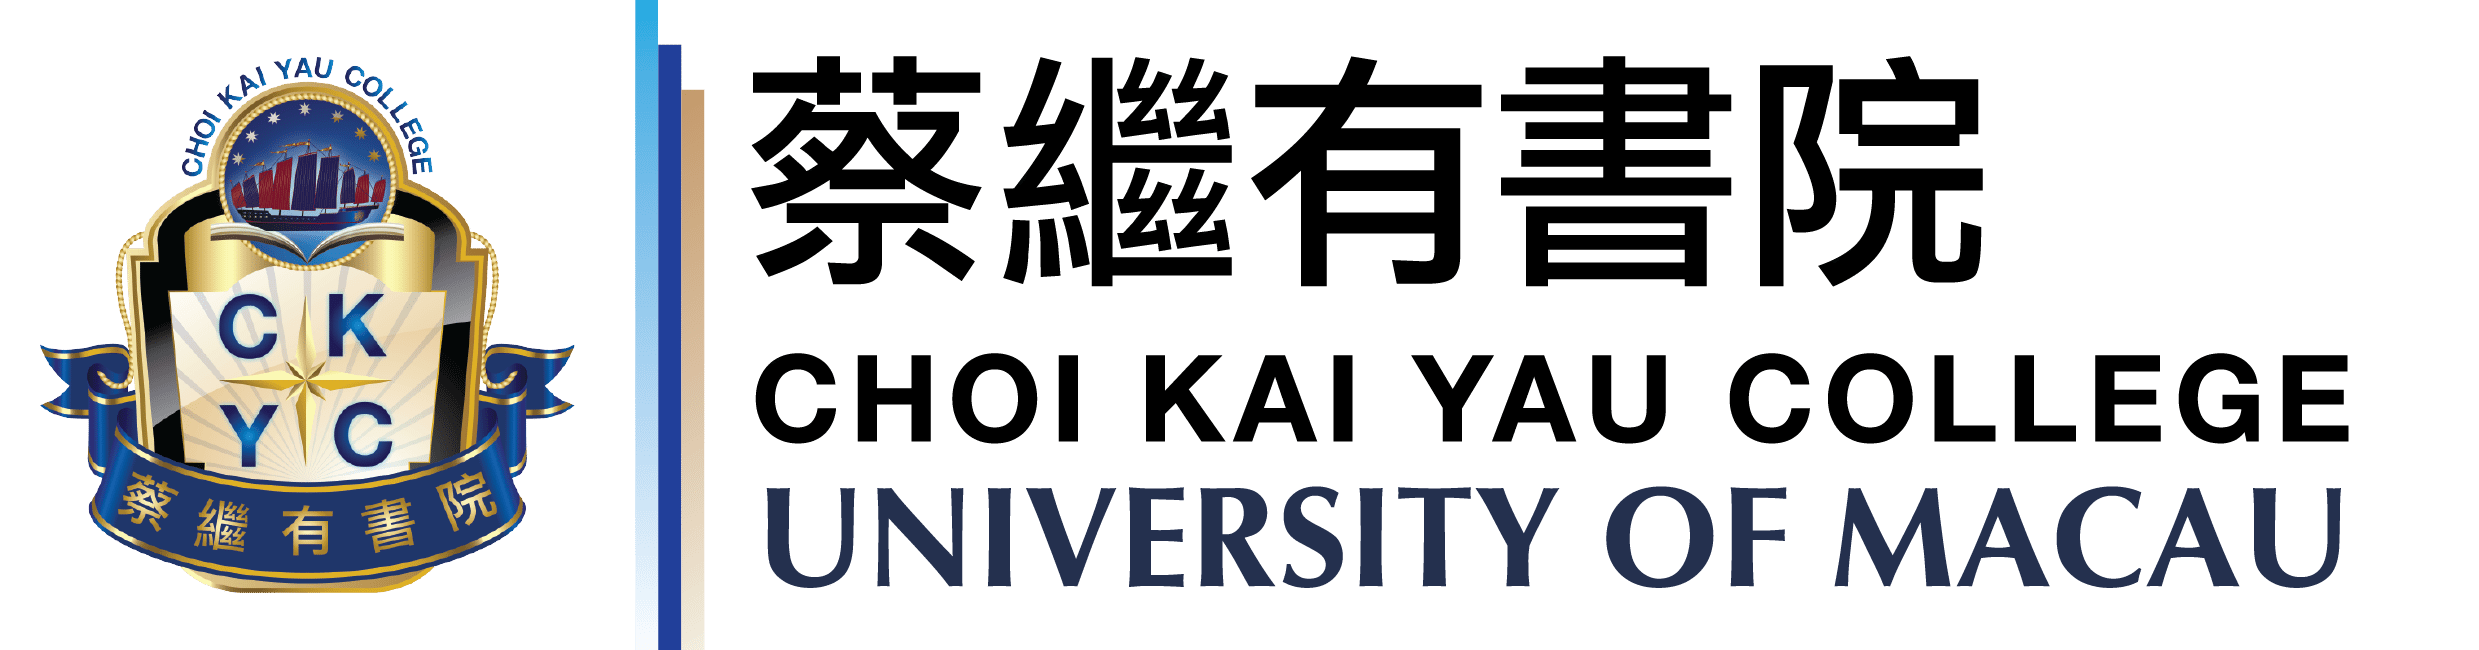 CHOI KAI YAU COLLEGE
C K
Y C
蔡繼有書院
蔡繼有書院
CHOI KAI YAU COLLEGE
UNIVERSITY OF MACAU